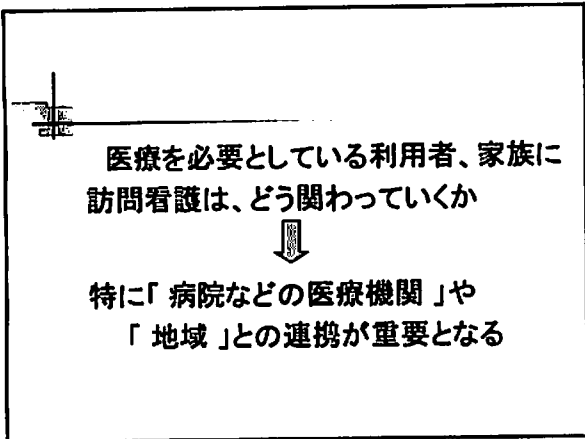 医療を必要としている利用者、家族に
訪問看護は、どう関わっていくか
特に「 病院などの医療機関 」や
「 地域 」との連携が重要となる